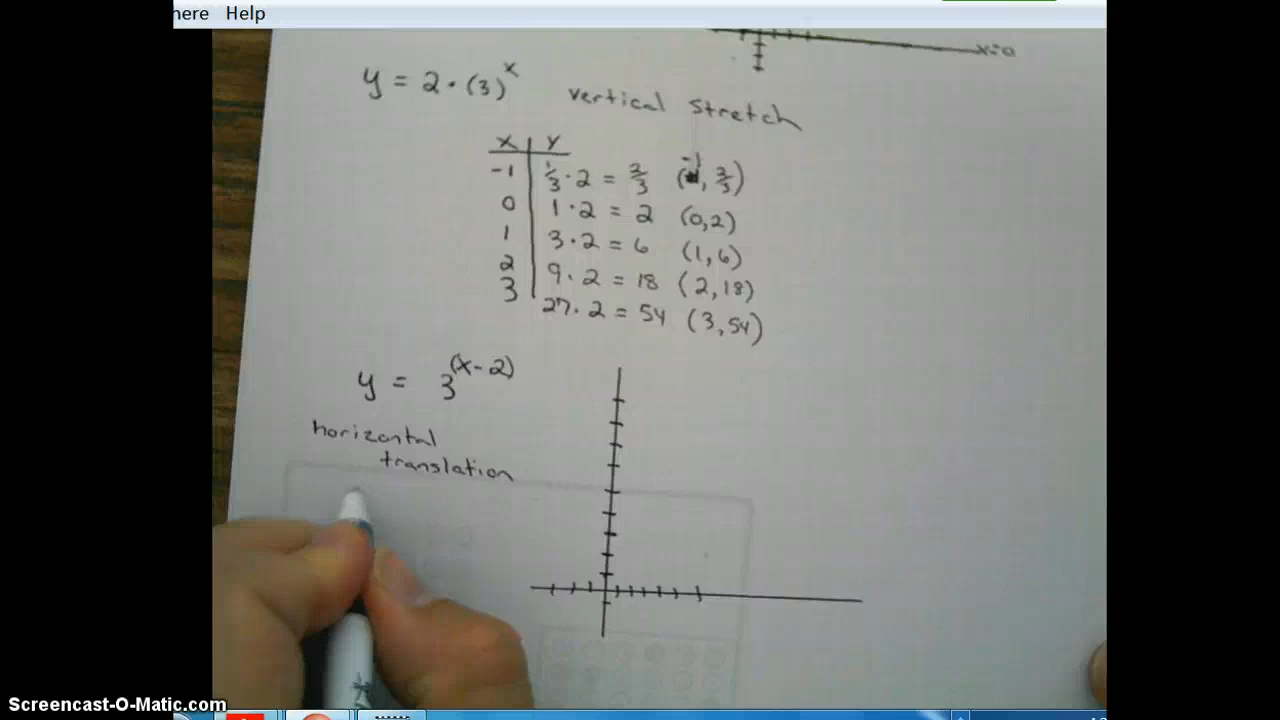 here Help
x=0
y = 2 · (3)^x vertical stretch
x | y
-1 | 1/3 · 2 = 2/3 (-1, 2/3)
0 | 1 · 2 = 2 (0,2)
1 | 3 · 2 = 6 (1,6)
2 | 9 · 2 = 18 (2,18)
3 | 27 · 2 = 54 (3,54)
y = 3^(x-2)
horizontal
translation
Screencast-O-Matic.com